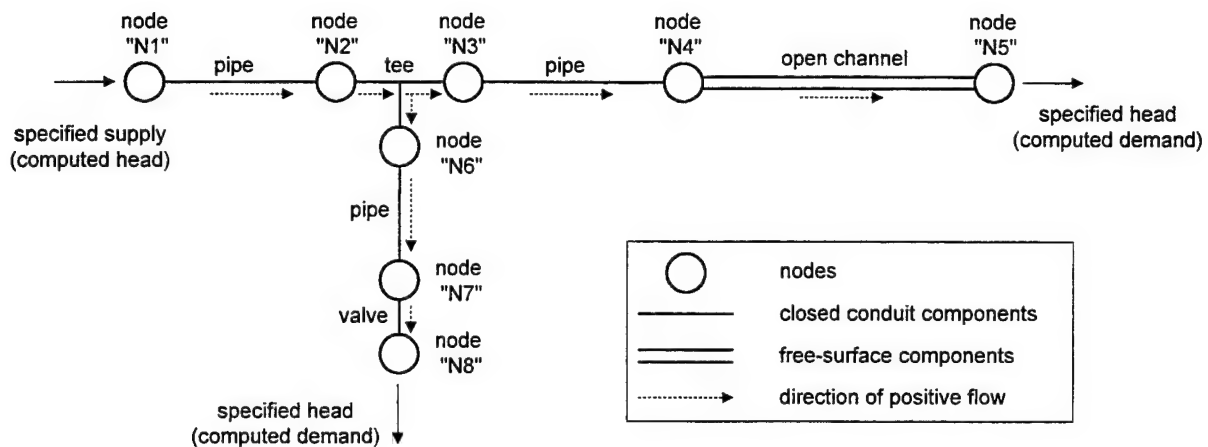 node
"N1"
node
"N2"
node
"N3"
node
"N4"
node
"N5"
pipe
tee
pipe
open channel
specified supply
(computed head)
specified head
(computed demand)
node
"N6"
pipe
node
"N7"
valve
node
"N8"
specified head
(computed demand)
nodes
closed conduit components
free-surface components
direction of positive flow